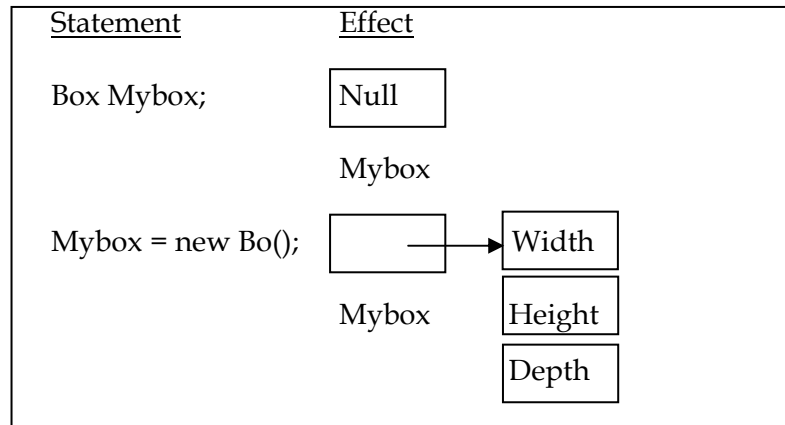 Statement Effect
Box Mybox; Null
Mybox
Mybox = new Bo(); Width
Mybox Height
Depth